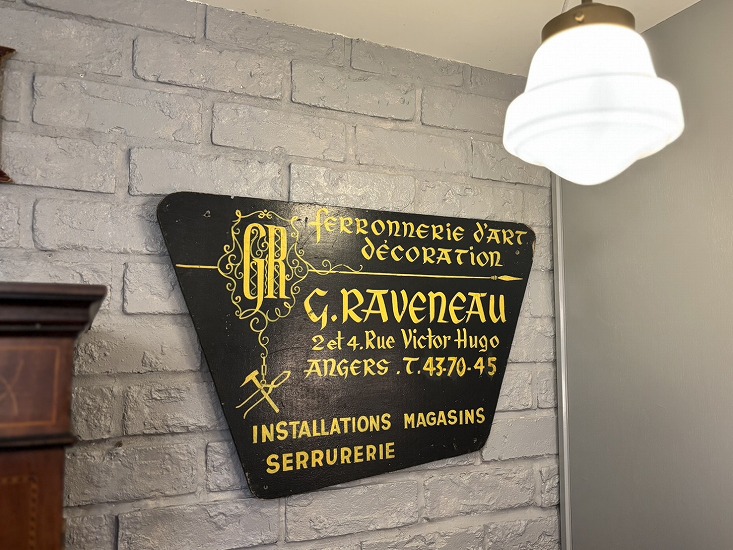 GR
ferronnerie d'art
décoration
G. RAVENEAU
2 et 4. Rue Victor Hugo
ANGERS . T. 43-70-45
INSTALLATIONS MAGASINS
SERRURERIE